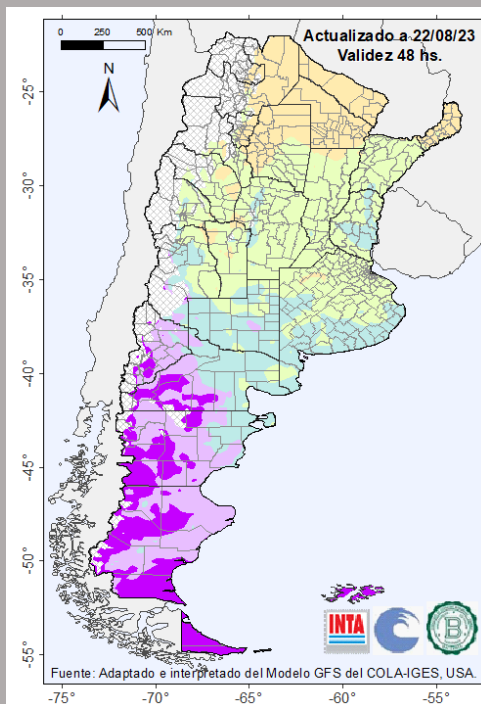 Actualizado a 22/08/23
Validez 48 hs.
0 250 500 Km
N
-25°
-30°
-35°
-40°
-45°
-50°
-55°
INTA
B
Fuente: Adaptado e interpretado del Modelo GFS del COLA-IGES, USA.
-75° -70° -65° -60° -55°